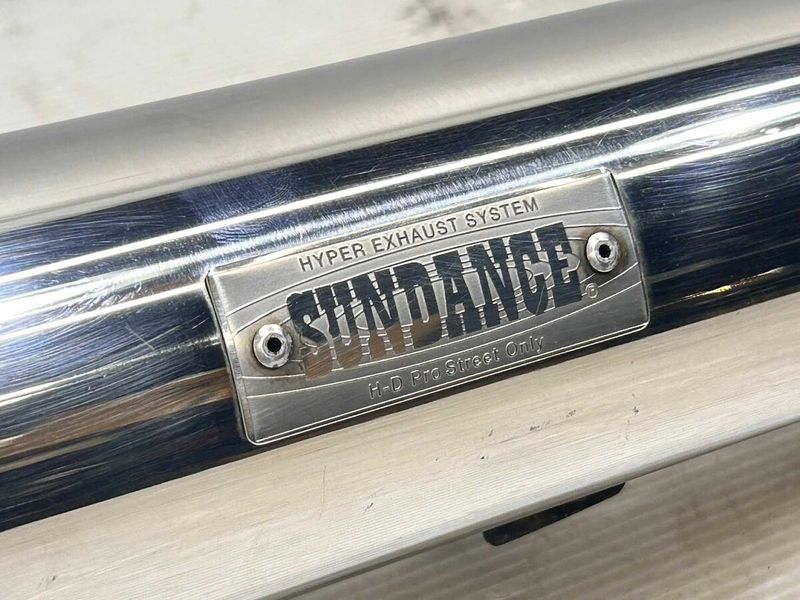 HYPER EXHAUST SYSTEM
SUNDANCE®
H-D Pro Street Only